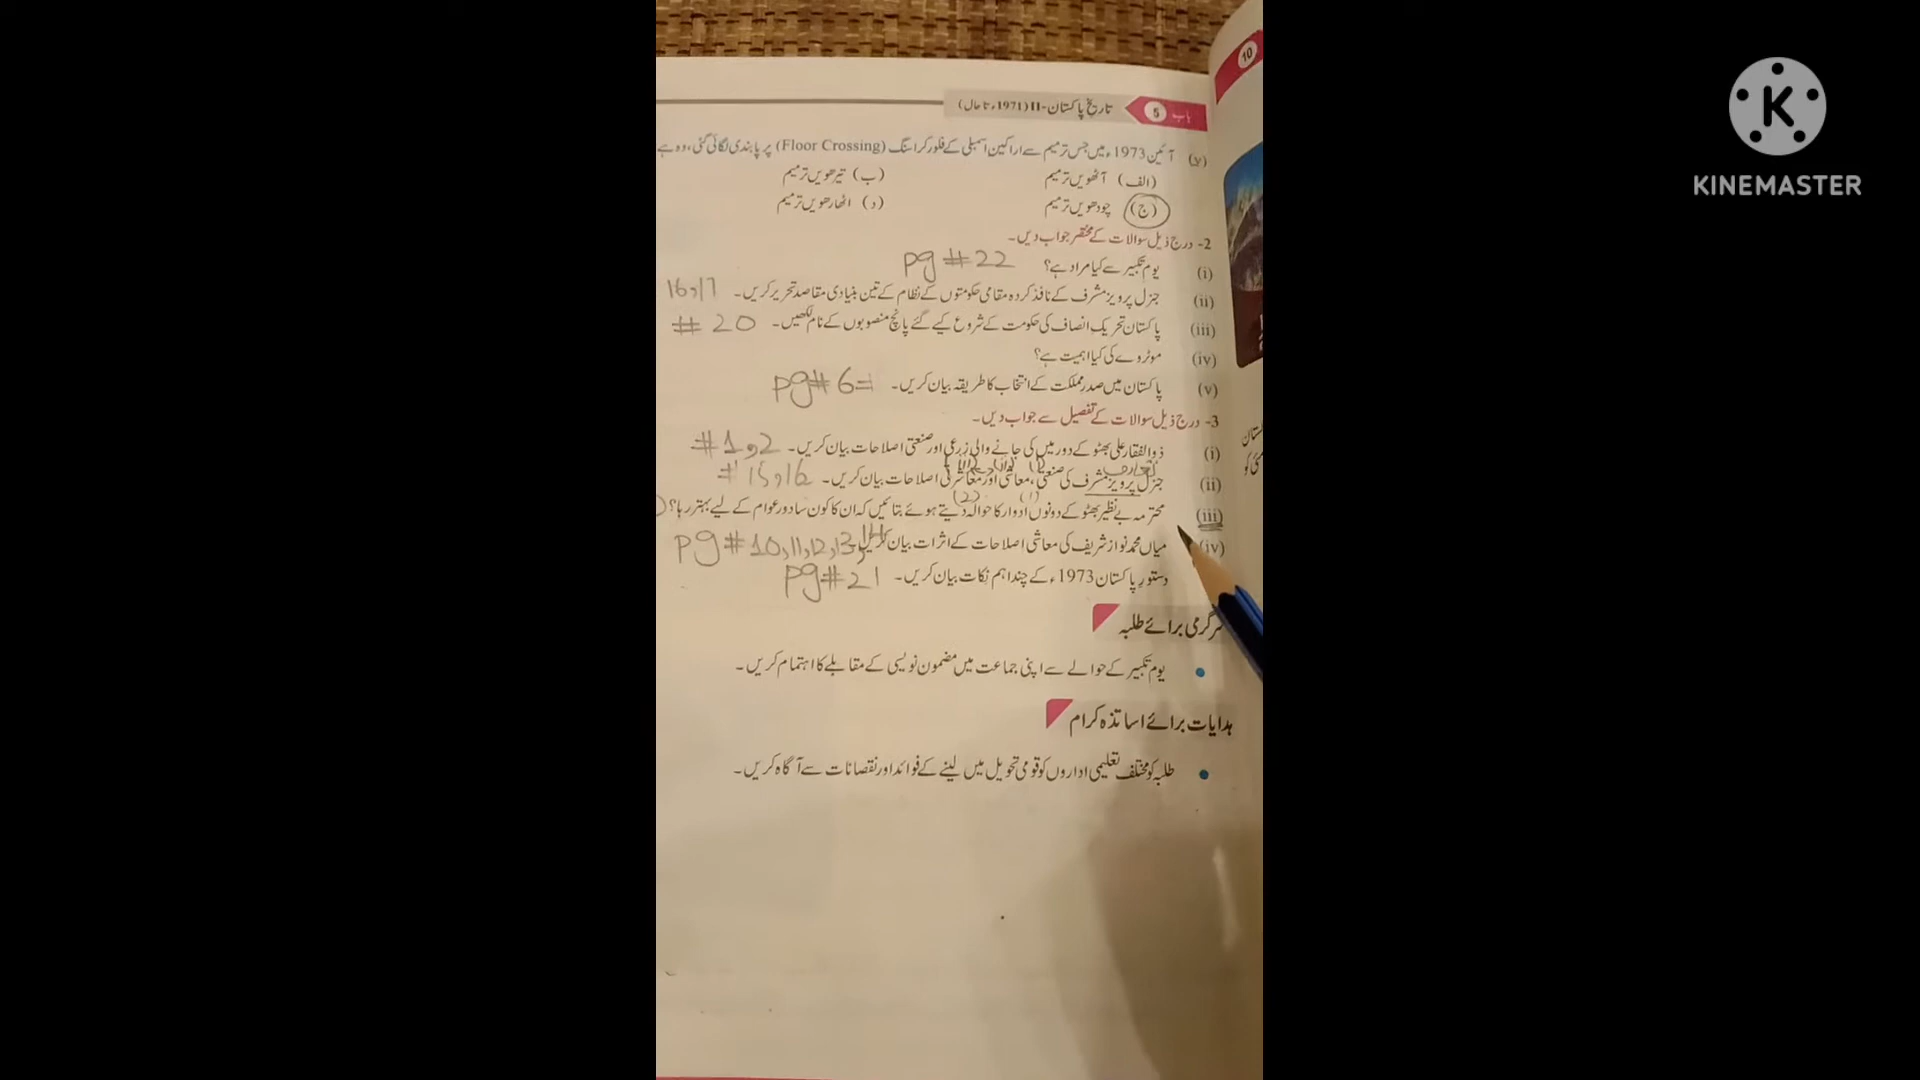 10
باب 5 تاریخ پاکستان-II (1971ء تا حال)
(v) آئین 1973ء میں جس ترمیم سے اراکین اسمبلی کے فلور کراسنگ (Floor Crossing) پر پابندی لگائی گئی، وہ ہے
(الف) آٹھویں ترمیم (ب) تیرھویں ترمیم
(ج) چودھویں ترمیم (د) اٹھارھویں ترمیم
2- درج ذیل سوالات کے مختصر جواب دیں۔
(i) یوم تکبیر سے کیا مراد ہے؟ pg # 22
(ii) جنرل پرویز مشرف کے نافذ کردہ مقامی حکومتوں کے نظام کے تین بنیادی مقاصد تحریر کریں۔ 16,17
(iii) پاکستان تحریک انصاف کی حکومت کے شروع کیے گئے پانچ منصوبوں کے نام لکھیں۔ # 20
(iv) موٹروے کی کیا اہمیت ہے؟
(v) پاکستان میں صدر مملکت کے انتخاب کا طریقہ بیان کریں۔ pg# 6
3- درج ذیل سوالات کے تفصیل سے جواب دیں۔
(i) ذوالفقار علی بھٹو کے دور میں کی جانے والی زرعی اور صنعتی اصلاحات بیان کریں۔ # 1,2
(ii) جنرل پرویز مشرف کی صنعتی، معاشی اور معاشرتی اصلاحات بیان کریں۔ # 15,16
(iii) محترمہ بے نظیر بھٹو کے دونوں ادوار کا حوالہ دیتے ہوئے بتائیں کہ ان کا کون سا دور عوام کے لیے بہتر رہا؟
(iv) میاں محمد نواز شریف کی معاشی اصلاحات کے اثرات بیان کریں۔ pg # 10,11,12,13,14
دستور پاکستان 1973ء کے چند اہم نکات بیان کریں۔ pg# 21
سرگرمی برائے طلبہ
• یوم تکبیر کے حوالے سے اپنی جماعت میں مضمون نویسی کے مقابلے کا اہتمام کریں۔
ہدایات برائے اساتذہ کرام
• طلبہ کو مختلف تعلیمی اداروں کو قومی تحویل میں لینے کے فوائد اور نقصانات سے آگاہ کریں۔
K
KINEMASTER